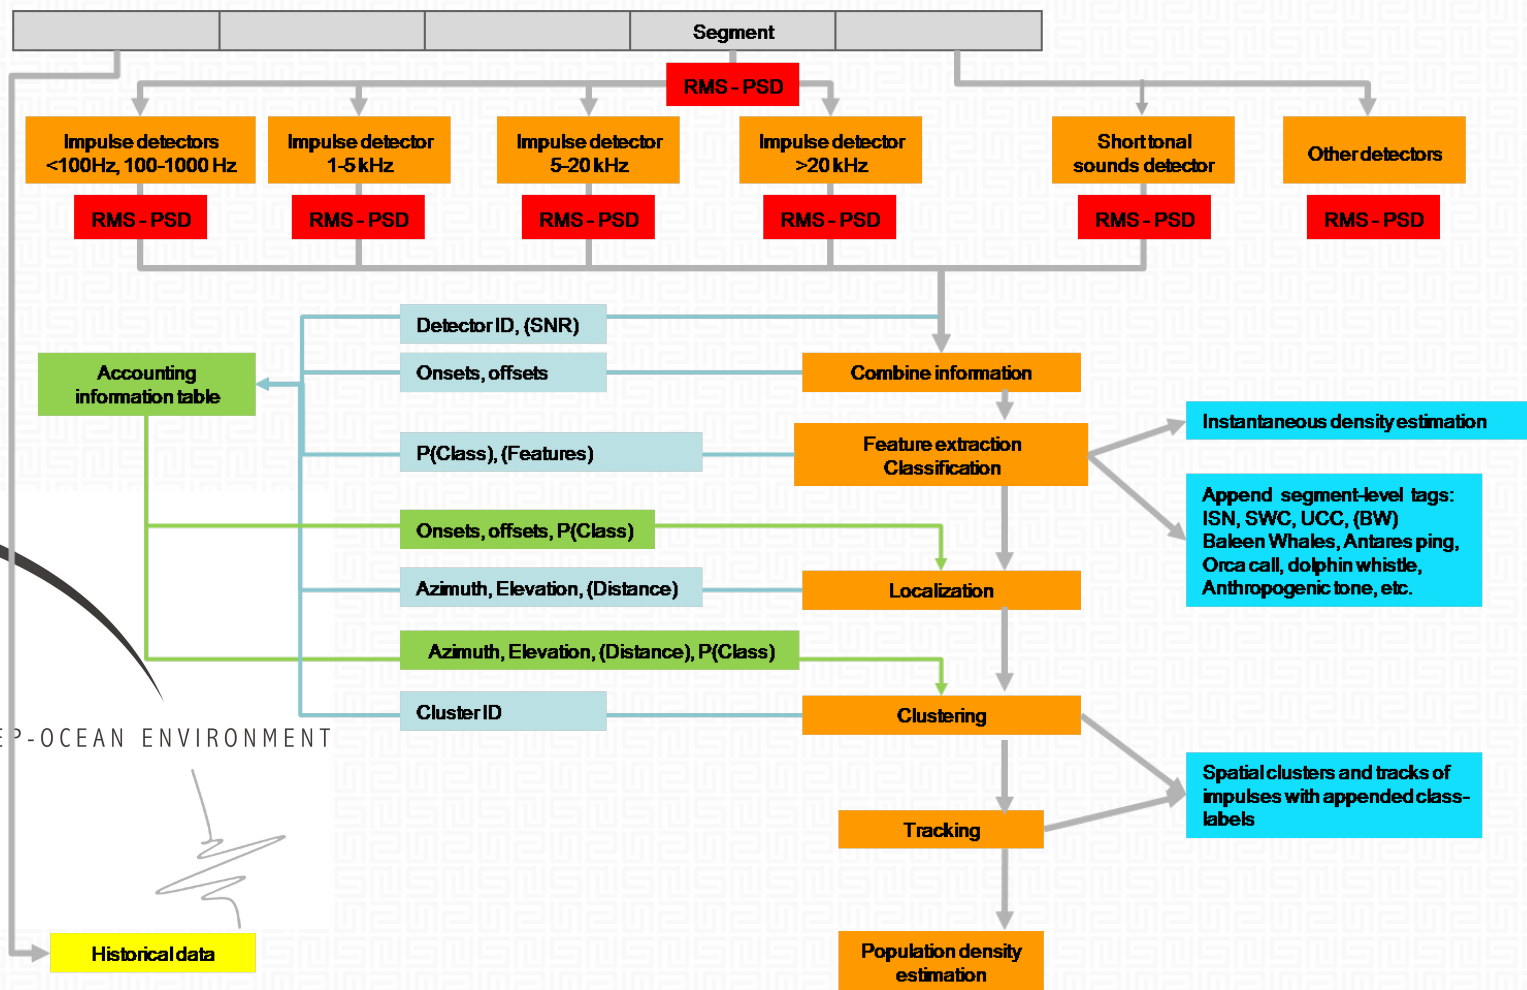 Segment
RMS - PSD
Impulse detectors
<100Hz, 100-1000 Hz
Impulse detector
1-5 kHz
Impulse detector
5-20 kHz
Impulse detector
>20 kHz
Short tonal
sounds detector
Other detectors
RMS - PSD
RMS - PSD
RMS - PSD
RMS - PSD
RMS - PSD
RMS - PSD
Detector ID, (SNR)
Accounting
information table
Onsets, offsets
Combine information
Instantaneous density estimation
P(Class), (Features)
Feature extraction
Classification
Append segment-level tags:
ISN, SWC, UCC, (BW)
Baleen Whales, Antares ping,
Orca call, dolphin whistle,
Anthropogenic tone, etc.
Onsets, offsets, P(Class)
Azimuth, Elevation, (Distance)
Localization
Azimuth, Elevation, (Distance), P(Class)
Cluster ID
Clustering
EP-OCEAN ENVIRONMENT
Spatial clusters and tracks of
impulses with appended class-
labels
Tracking
Historical data
Population density
estimation